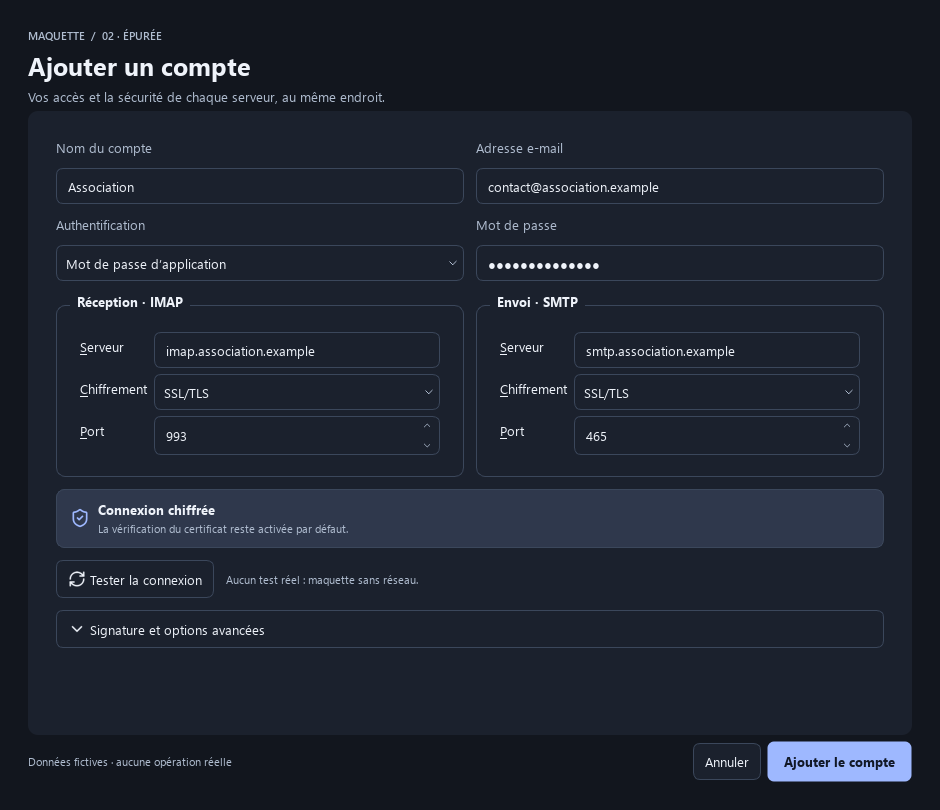 MAQUETTE / 02 · ÉPURÉE
Ajouter un compte
Vos accès et la sécurité de chaque serveur, au même endroit.
Nom du compte
Adresse e-mail
Association
contact@association.example
Authentification
Mot de passe
Mot de passe d'application
●●●●●●●●●●●●●●
Réception · IMAP
Serveur
imap.association.example
Chiffrement
SSL/TLS
Port
993
Envoi · SMTP
Serveur
smtp.association.example
Chiffrement
SSL/TLS
Port
465
Connexion chiffrée
La vérification du certificat reste activée par défaut.
Tester la connexion
Aucun test réel : maquette sans réseau.
Signature et options avancées
Données fictives · aucune opération réelle
Annuler
Ajouter le compte